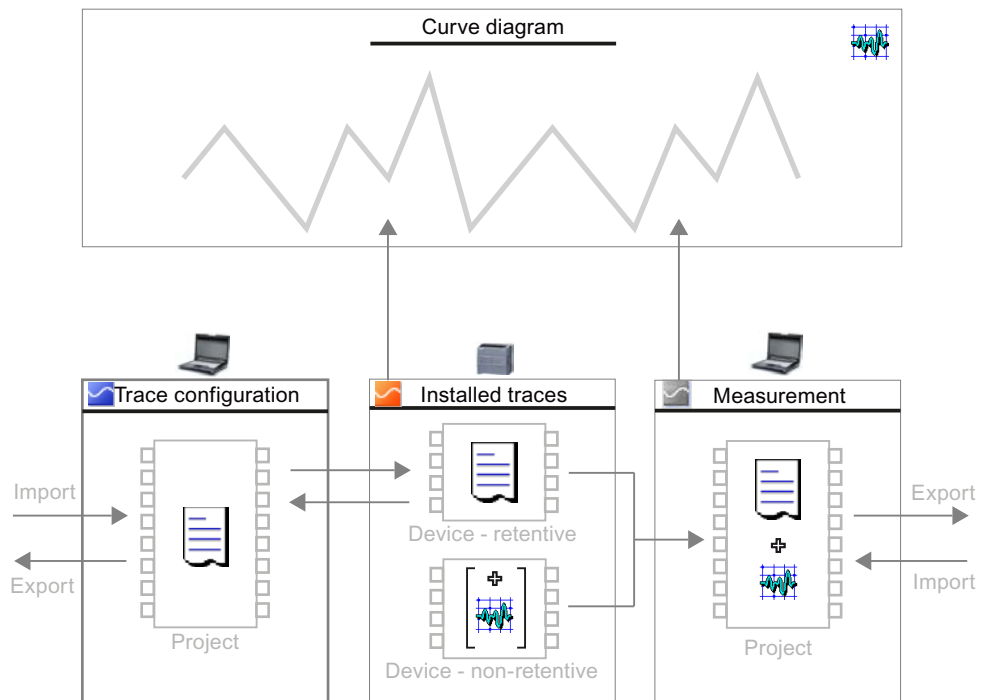 Curve diagram
Trace configuration
Installed traces
Measurement
Import
Export
Project
Device - retentive
Device - non-retentive
Export
Import
Project